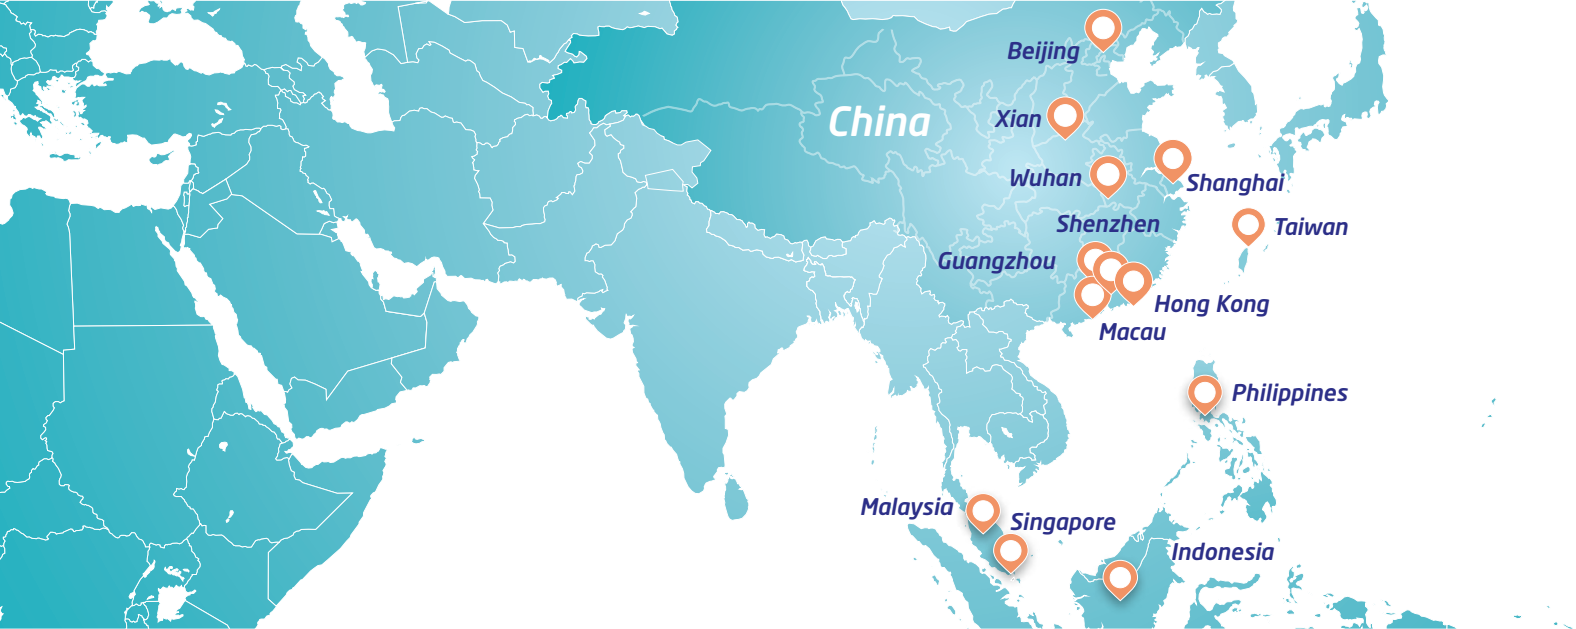 Beijing
China
Xian
Wuhan
Shanghai
Shenzhen
Taiwan
Guangzhou
Hong Kong
Macau
Philippines
Malaysia
Singapore
Indonesia